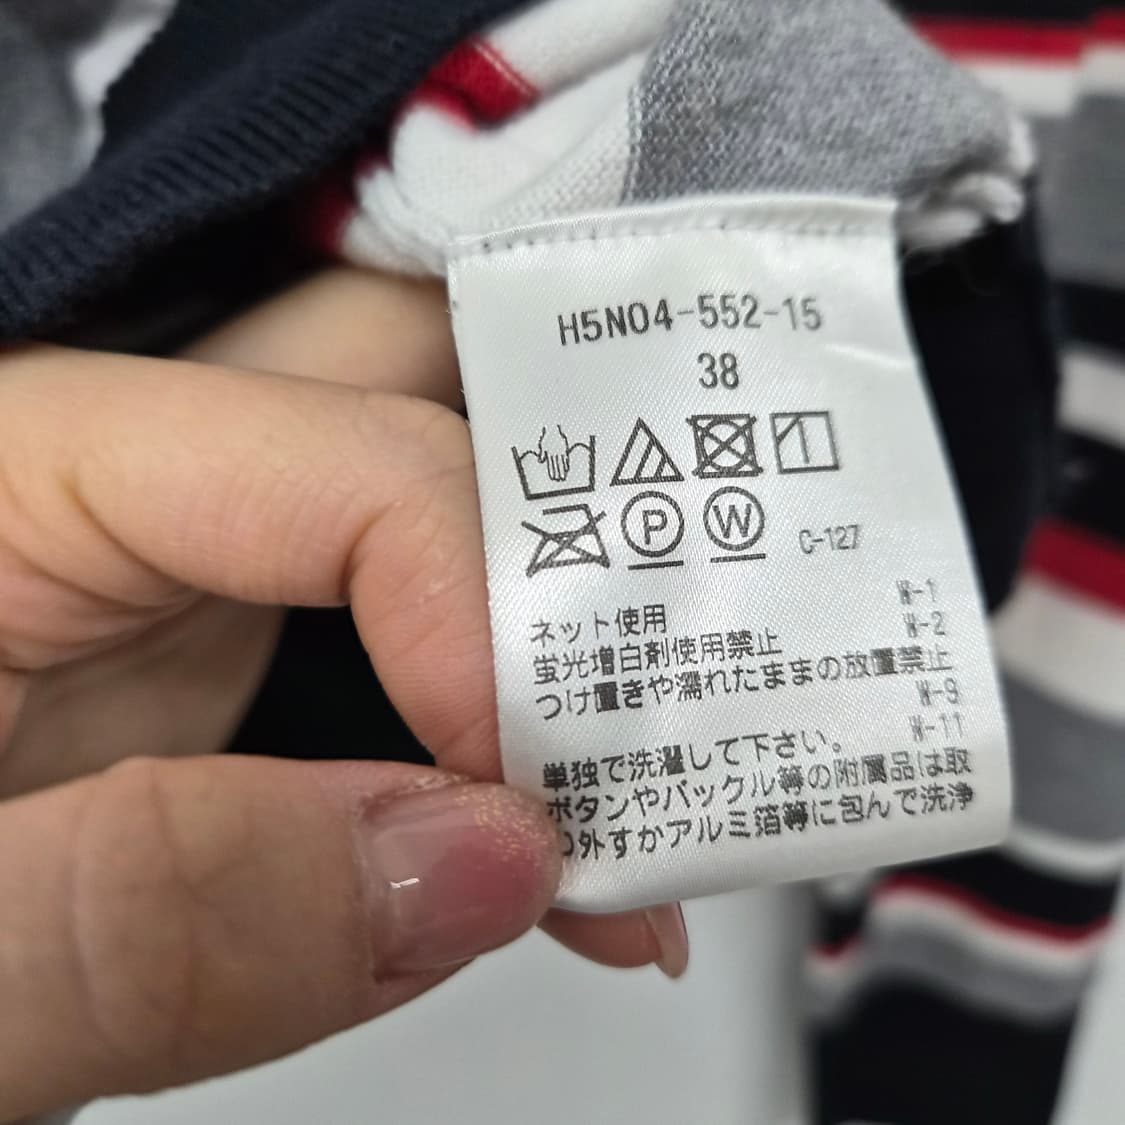 H5N04-552-15
38
P W C-127
W-1
ネット使用 W-2
蛍光増白剤使用禁止
つけ置きや濡れたままの放置禁止
W-9
W-11
単独で洗濯して下さい。
ボタンやバックル等の附属品は取
り外すかアルミ箔等に包んで洗浄